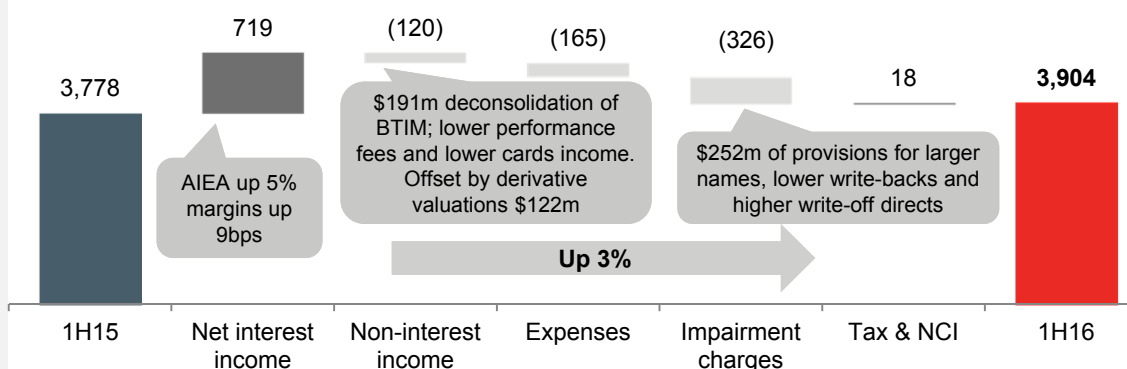 719
(120)
(165)
(326)
18
3,904
3,778
$191m deconsolidation of
BTIM; lower performance
fees and lower cards income.
Offset by derivative
valuations $122m
$252m of provisions for larger
names, lower write-backs and
higher write-off directs
AIEA up 5%
margins up
9bps
Up 3%
1H15
Net interest
income
Non-interest
income
Expenses
Impairment
charges
Tax & NCI
1H16